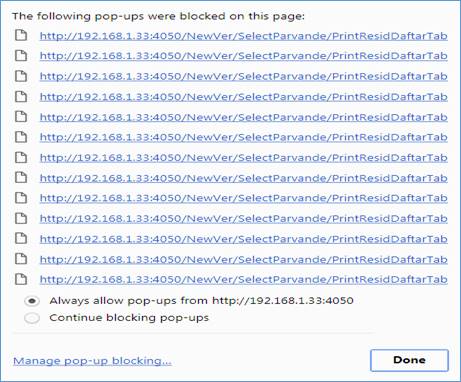 The following pop-ups were blocked on this page:
http://192.168.1.33:4050/NewVer/SelectParvande/PrintResidDaftarTab
http://192.168.1.33:4050/NewVer/SelectParvande/PrintResidDaftarTab
http://192.168.1.33:4050/NewVer/SelectParvande/PrintResidDaftarTab
http://192.168.1.33:4050/NewVer/SelectParvande/PrintResidDaftarTab
http://192.168.1.33:4050/NewVer/SelectParvande/PrintResidDaftarTab
http://192.168.1.33:4050/NewVer/SelectParvande/PrintResidDaftarTab
http://192.168.1.33:4050/NewVer/SelectParvande/PrintResidDaftarTab
http://192.168.1.33:4050/NewVer/SelectParvande/PrintResidDaftarTab
http://192.168.1.33:4050/NewVer/SelectParvande/PrintResidDaftarTab
http://192.168.1.33:4050/NewVer/SelectParvande/PrintResidDaftarTab
http://192.168.1.33:4050/NewVer/SelectParvande/PrintResidDaftarTab
http://192.168.1.33:4050/NewVer/SelectParvande/PrintResidDaftarTab
http://192.168.1.33:4050/NewVer/SelectParvande/PrintResidDaftarTab
Always allow pop-ups from http://192.168.1.33:4050
Continue blocking pop-ups
Manage pop-up blocking...
Done